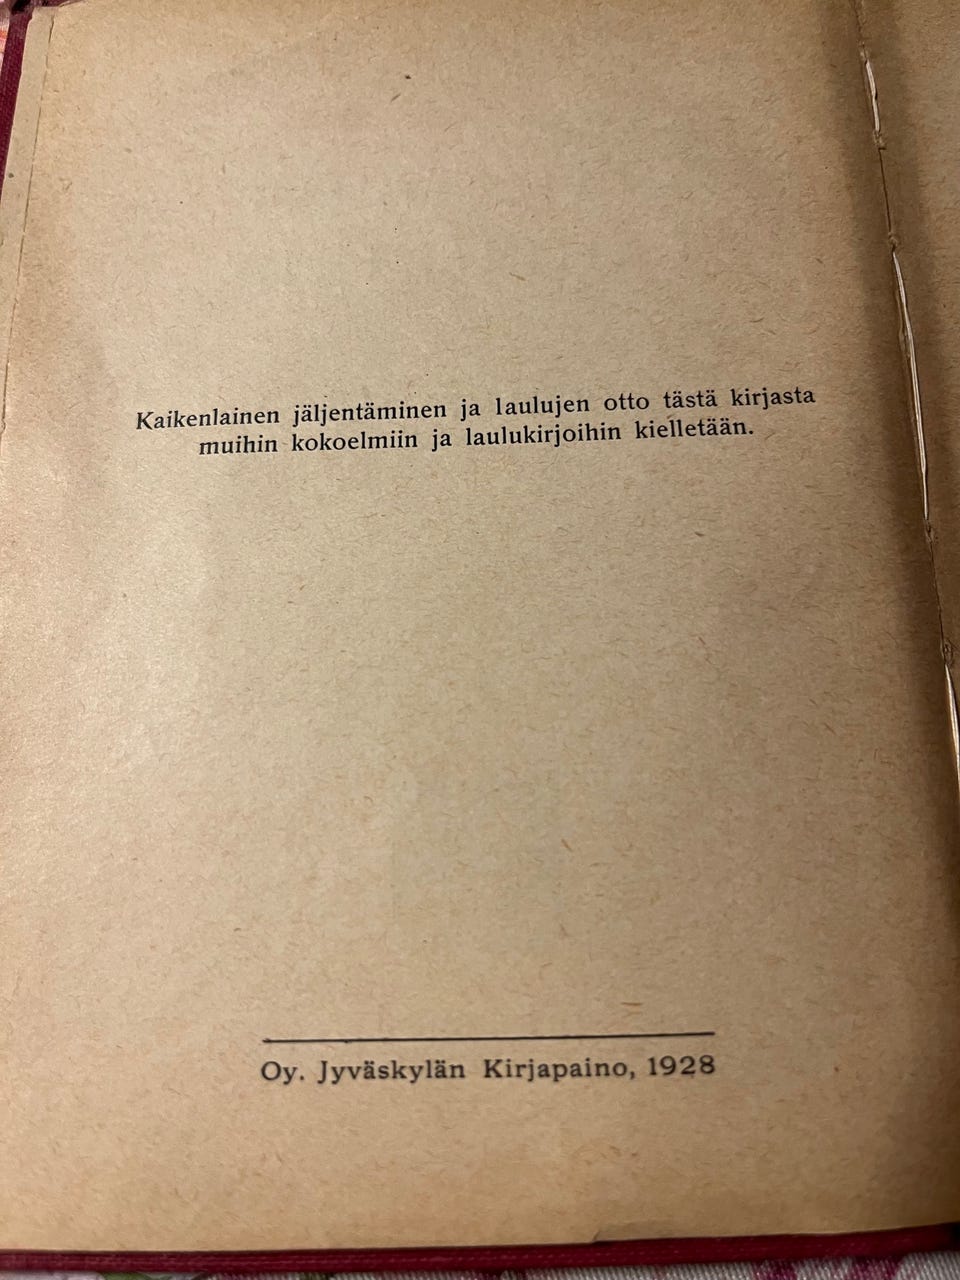 Kaikenlainen jäljentäminen ja laulujen otto tästä kirjasta
muihin kokoelmiin ja laulukirjoihin kielletään.
Oy. Jyväskylän Kirjapaino, 1928